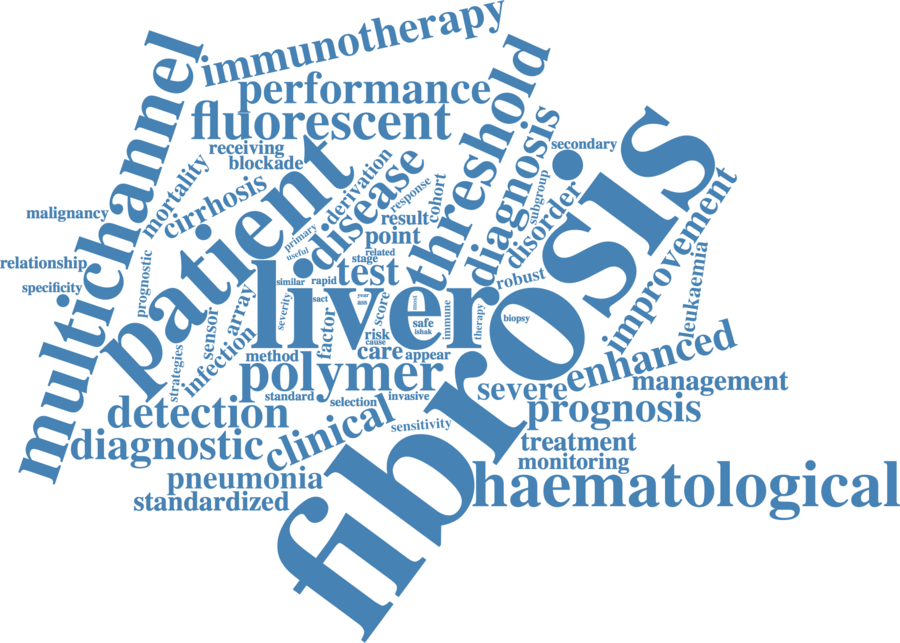 immunotherapy
performance
fluorescent
multichannel
threshold
receiving
blockade
secondary
mortality
cirrhosis
patient
derivation
disease
response
cohort
diagnosis
subgroup
disorder
fibrosis
improvement
malignancy
relationship
specificity
prognostic
primary
useful
result
point
related
stage
test
liver
similar
rapid
robust
leukaemia
sensor
array
severity
sact
year
asn
score
most
immune
therapy
biopsy
safe
ishak
factor
risk
cause
care
appear
strategies
infection
method
polymer
standard
selection
invasive
severe
enhanced
management
detection
clinical
sensitivity
prognosis
diagnostic
treatment
monitoring
pneumonia
standardized
haematological